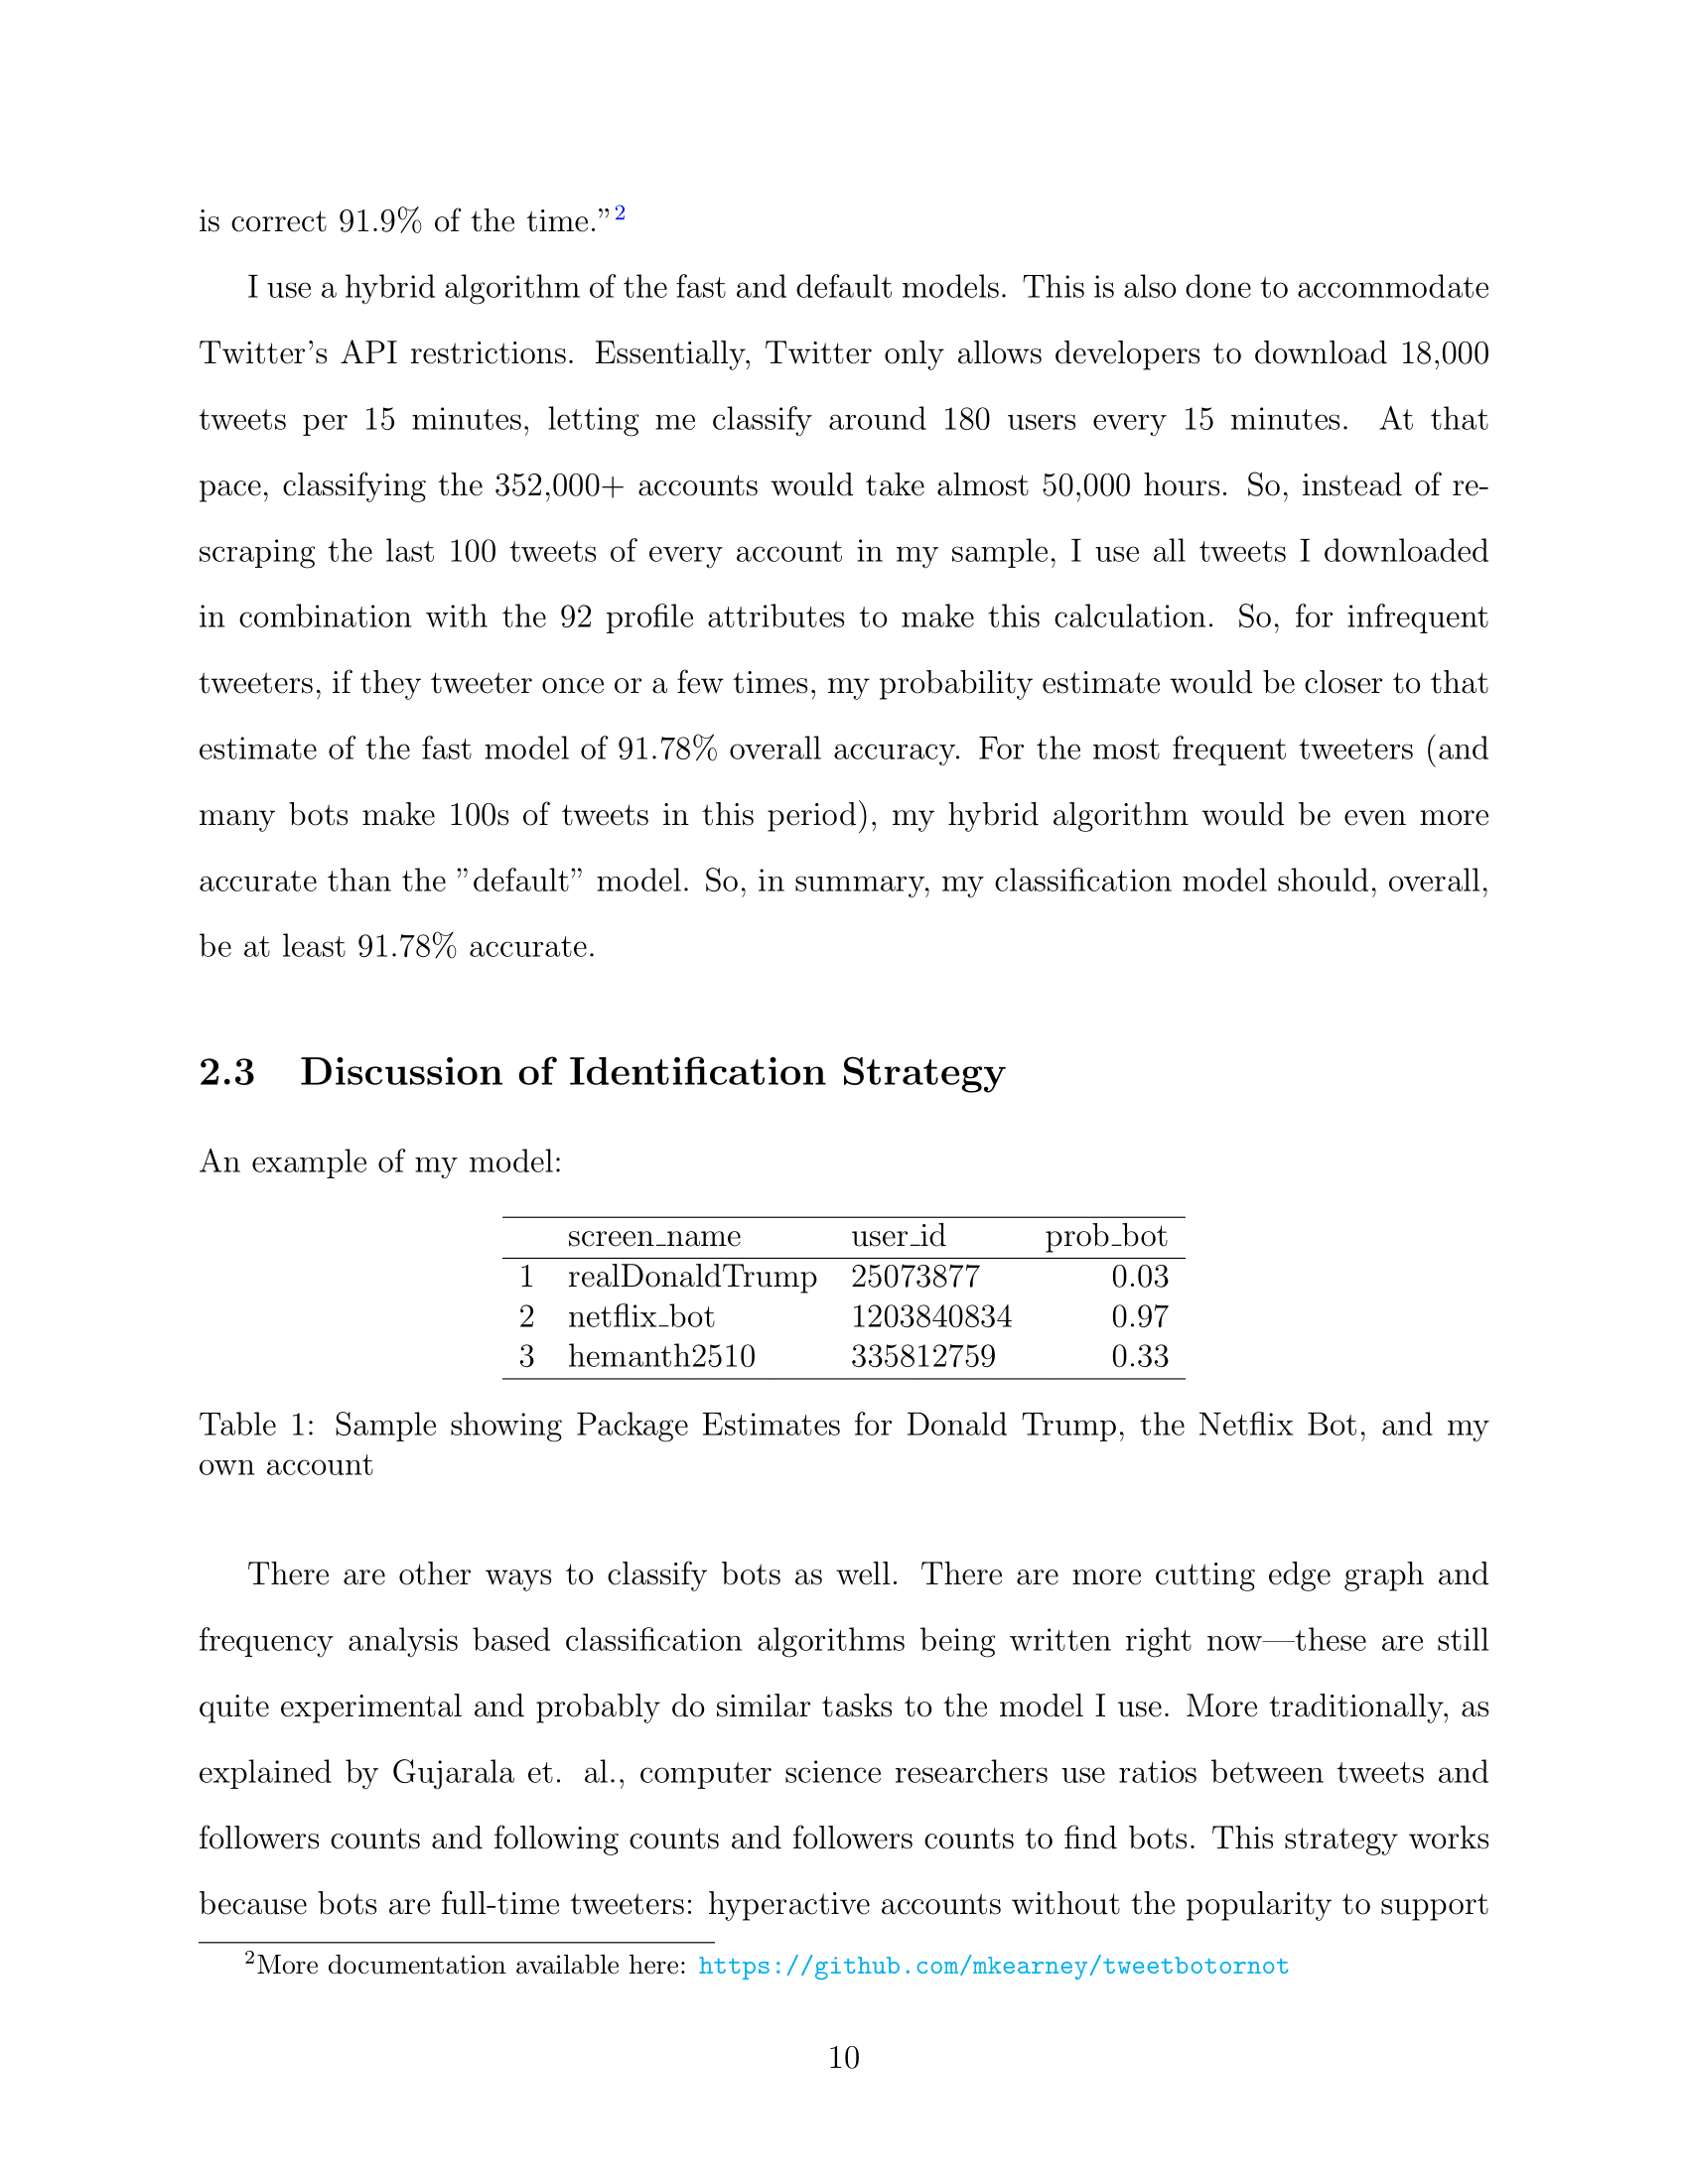 is correct 91.9% of the time.”2
I use a hybrid algorithm of the fast and default models. This is also done to accommodate
Twitter’s API restrictions. Essentially, Twitter only allows developers to download 18,000
tweets per 15 minutes, letting me classify around 180 users every 15 minutes. At that
pace, classifying the 352,000+ accounts would take almost 50,000 hours. So, instead of re-
scraping the last 100 tweets of every account in my sample, I use all tweets I downloaded
in combination with the 92 profile attributes to make this calculation. So, for infrequent
tweeters, if they tweeter once or a few times, my probability estimate would be closer to that
estimate of the fast model of 91.78% overall accuracy. For the most frequent tweeters (and
many bots make 100s of tweets in this period), my hybrid algorithm would be even more
accurate than the ”default” model. So, in summary, my classification model should, overall,
be at least 91.78% accurate.
2.3 Discussion of Identification Strategy
An example of my model:
screen_name user_id prob_bot
1 realDonaldTrump 25073877 0.03
2 netflix_bot 1203840834 0.97
3 hemanth2510 335812759 0.33
Table 1: Sample showing Package Estimates for Donald Trump, the Netflix Bot, and my
own account
There are other ways to classify bots as well. There are more cutting edge graph and
frequency analysis based classification algorithms being written right now—these are still
quite experimental and probably do similar tasks to the model I use. More traditionally, as
explained by Gujarala et. al., computer science researchers use ratios between tweets and
followers counts and following counts and followers counts to find bots. This strategy works
because bots are full-time tweeters: hyperactive accounts without the popularity to support
2More documentation available here: https://github.com/mkearney/tweetbotornot
10